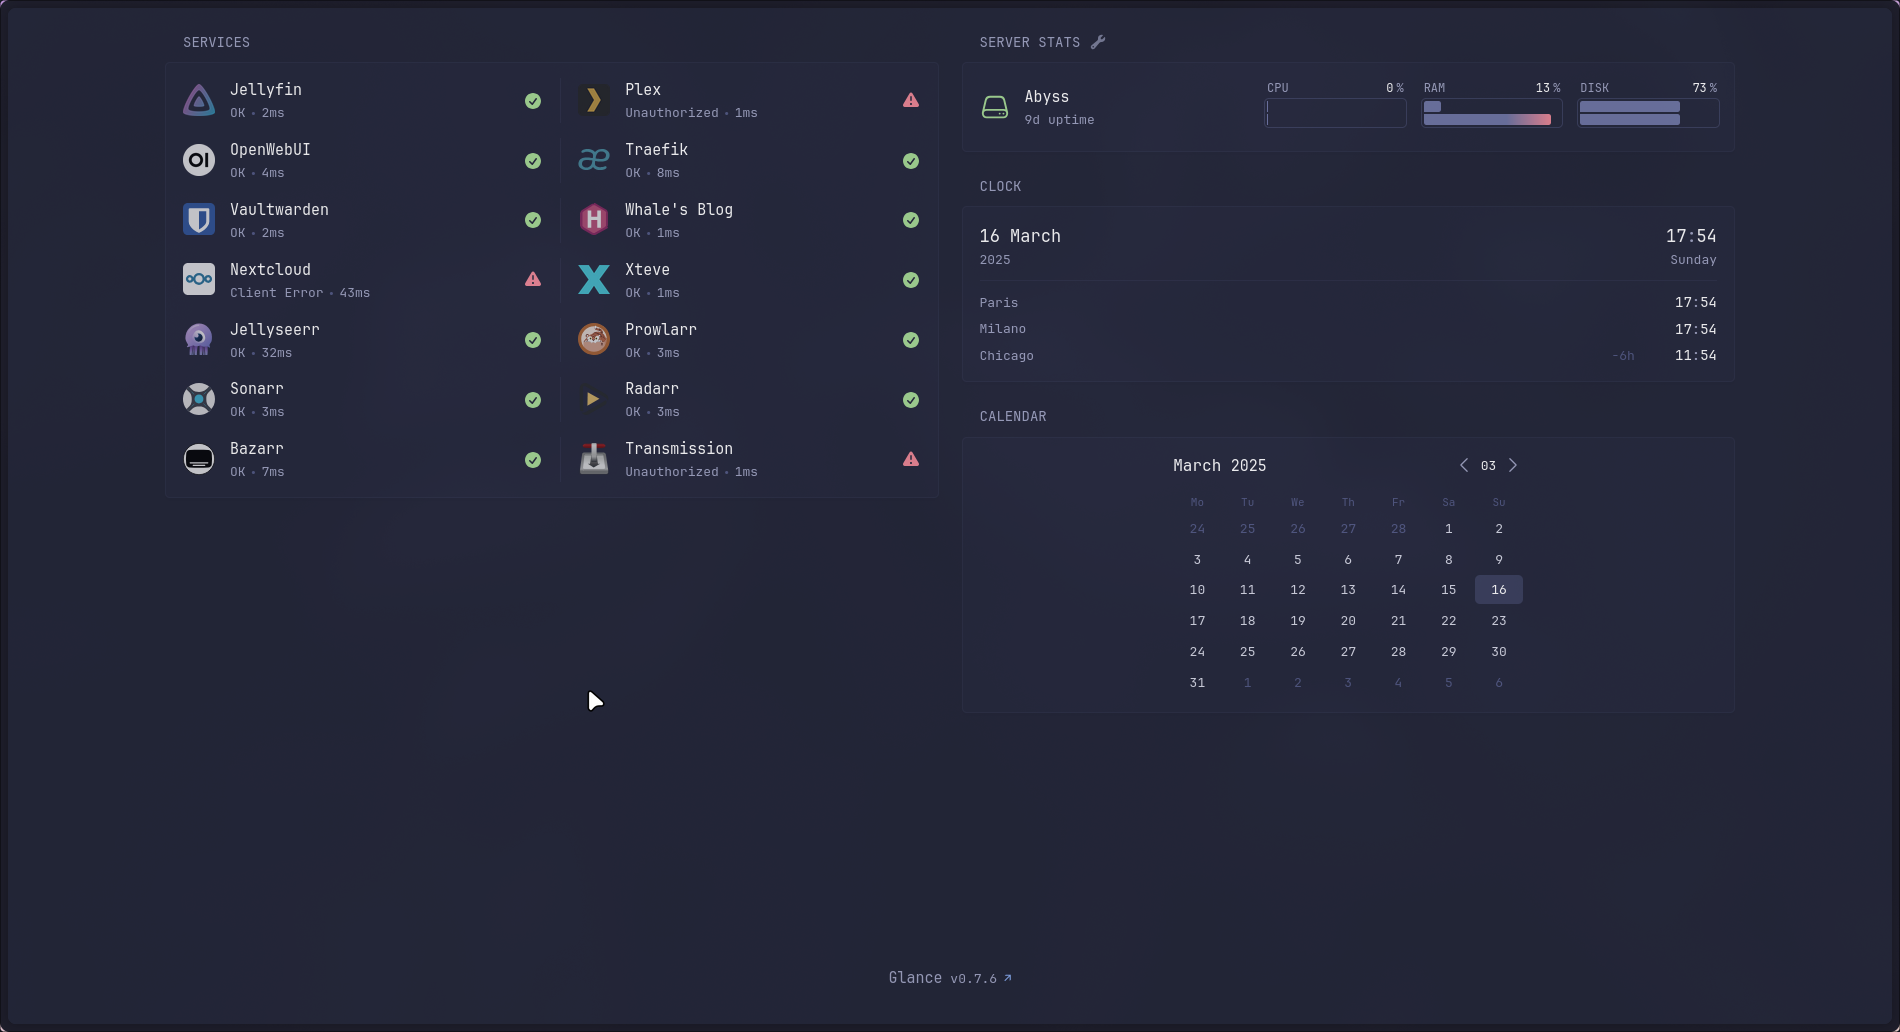 SERVICES
Jellyfin
OK • 2ms
OpenWebUI
OK • 4ms
Vaultwarden
OK • 2ms
Nextcloud
Client Error • 43ms
Jellyseerr
OK • 32ms
Sonarr
OK • 3ms
Bazarr
OK • 7ms
Plex
Unauthorized • 1ms
Traefik
OK • 8ms
Whale's Blog
OK • 1ms
Xteve
OK • 1ms
Prowlarr
OK • 3ms
Radarr
OK • 3ms
Transmission
Unauthorized • 1ms
SERVER STATS
Abyss
9d uptime
CPU 0%
RAM 13%
DISK 73%
CLOCK
16 March 17:54
2025 Sunday
Paris 17:54
Milano 17:54
Chicago -6h 11:54
CALENDAR
March 2025 03
Mo Tu We Th Fr Sa Su
24 25 26 27 28 1 2
3 4 5 6 7 8 9
10 11 12 13 14 15 16
17 18 19 20 21 22 23
24 25 26 27 28 29 30
31 1 2 3 4 5 6
Glance v0.7.6